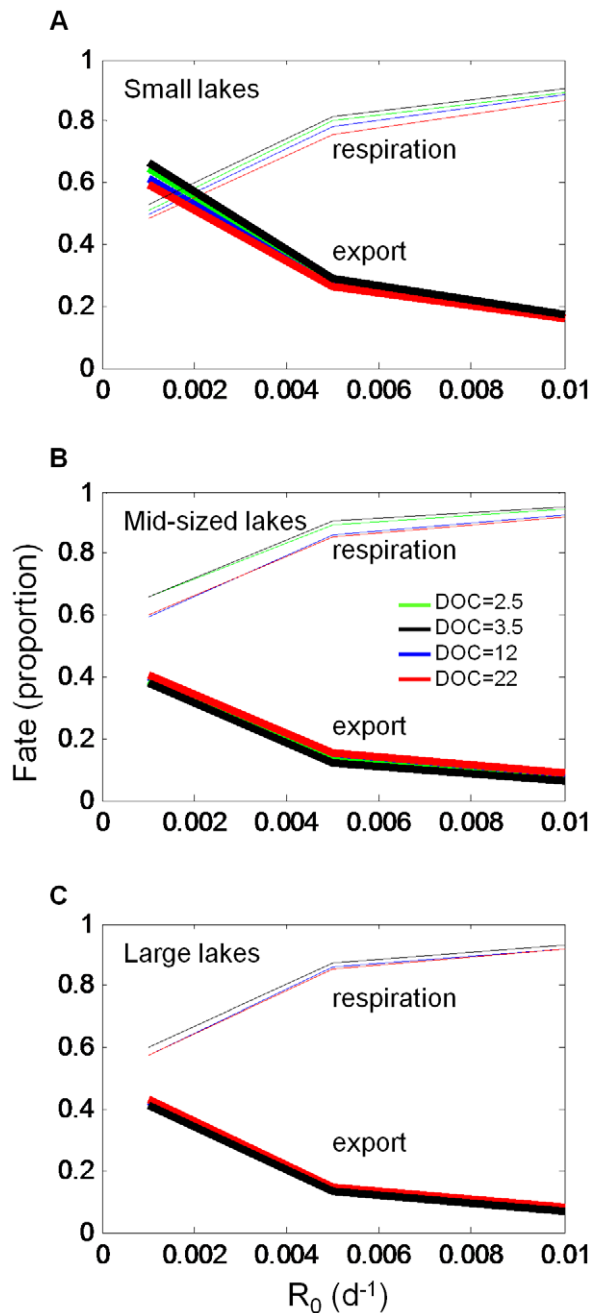 A
Small lakes
1
0.8
0.6
0.4
0.2
0
respiration
export
0 0.002 0.004 0.006 0.008 0.01
B
Mid-sized lakes
1
0.8
0.6
0.4
0.2
0
respiration
DOC=2.5
DOC=3.5
DOC=12
DOC=22
export
0 0.002 0.004 0.006 0.008 0.01
Fate (proportion)
C
Large lakes
1
0.8
0.6
0.4
0.2
0
respiration
export
0 0.002 0.004 0.006 0.008 0.01
R₀ (d⁻¹)